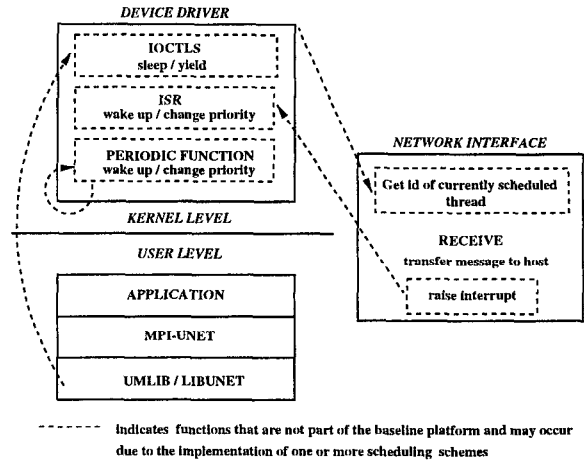 DEVICE DRIVER
IOCTLS
sleep / yield
ISR
wake up / change priority
PERIODIC FUNCTION
wake up / change priority
KERNEL LEVEL
USER LEVEL
APPLICATION
MPI-UNET
UMLIB / LIBUNET
NETWORK INTERFACE
Get id of currently scheduled
thread
RECEIVE
transfer message to host
raise interrupt
indicates functions that are not part of the baseline platform and may occur
due to the implementation of one or more scheduling schemes